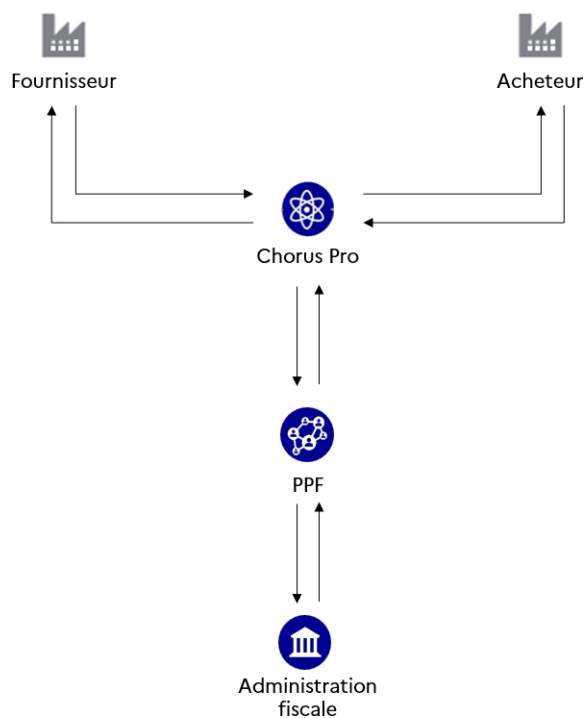 Fournisseur
Acheteur
Chorus Pro
PPF
Administration
fiscale